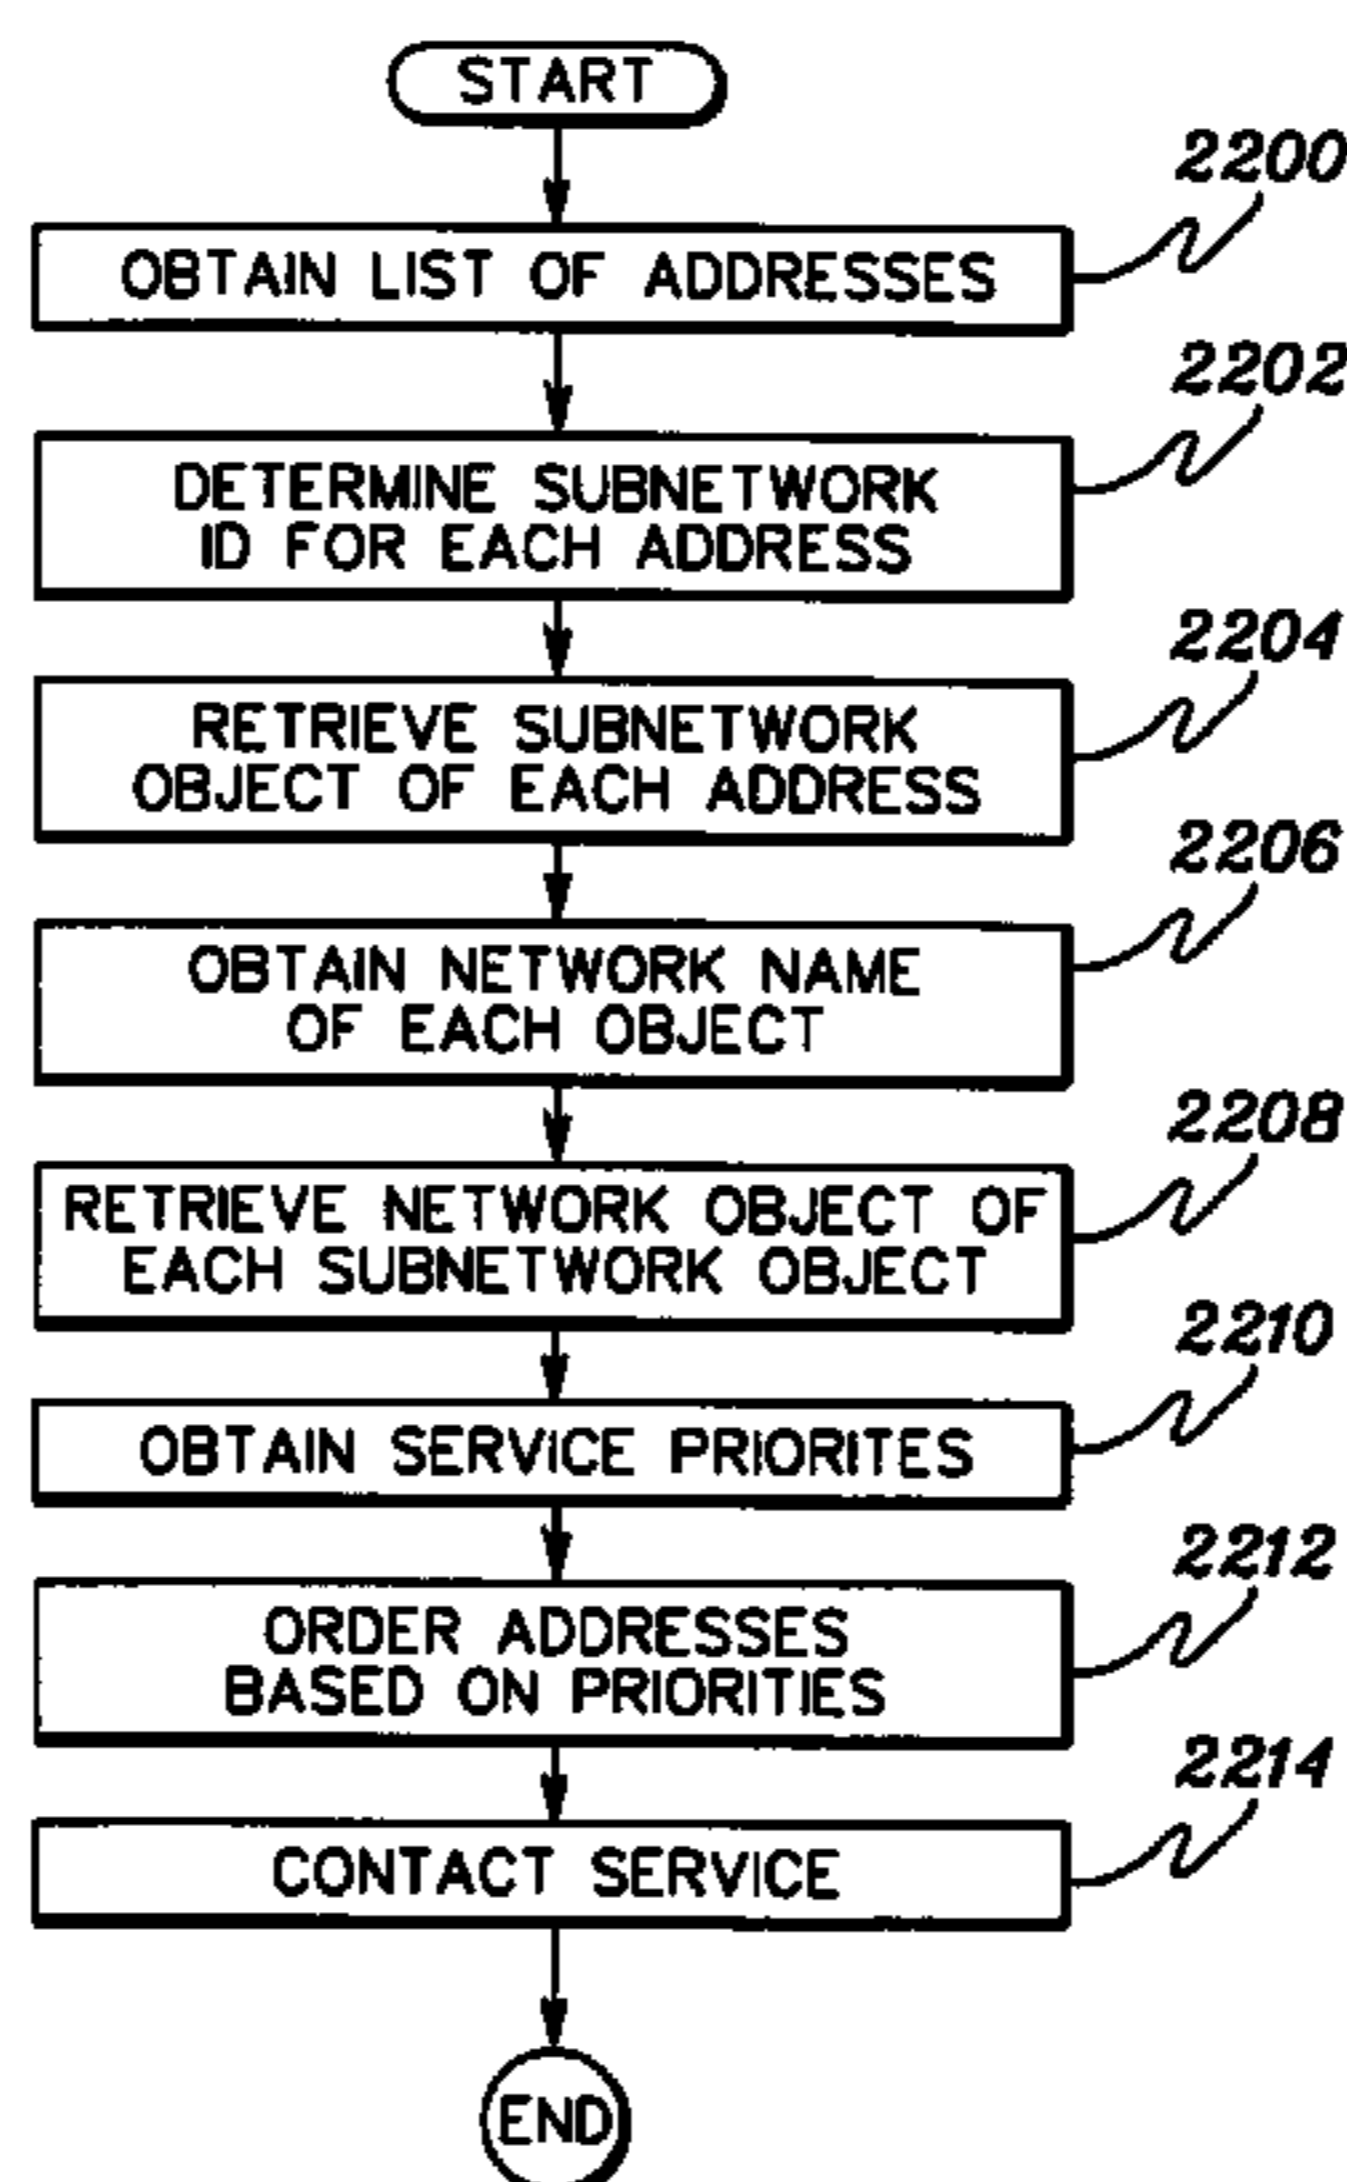 START
2200
OBTAIN LIST OF ADDRESSES
2202
DETERMINE SUBNETWORK
ID FOR EACH ADDRESS
2204
RETRIEVE SUBNETWORK
OBJECT OF EACH ADDRESS
2206
OBTAIN NETWORK NAME
OF EACH OBJECT
2208
RETRIEVE NETWORK OBJECT OF
EACH SUBNETWORK OBJECT
2210
OBTAIN SERVICE PRIORITES
2212
ORDER ADDRESSES
BASED ON PRIORITIES
2214
CONTACT SERVICE
END